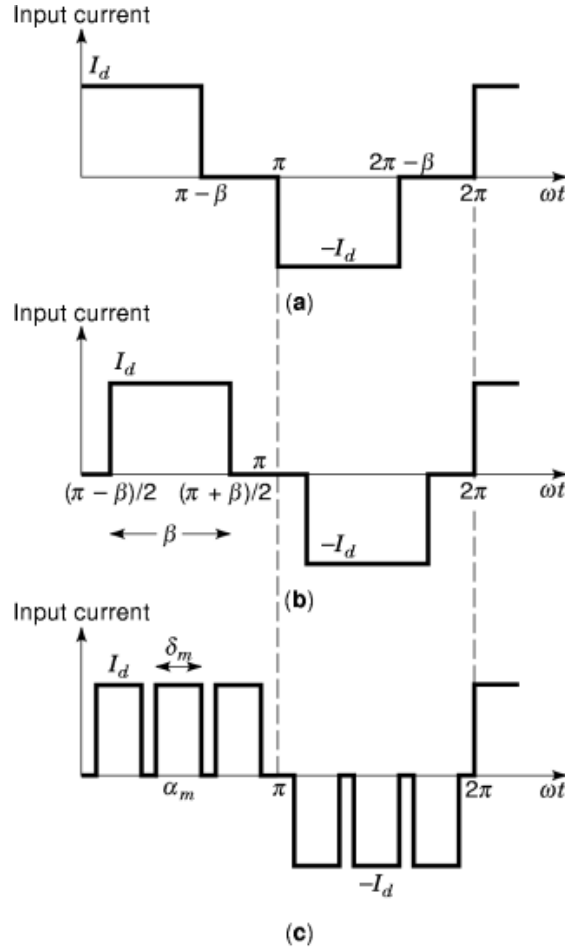 Input current
I_d
π
2π − β
π − β
2π
ωt
−I_d
(a)
Input current
I_d
π
(π − β)/2
(π + β)/2
2π
ωt
β
−I_d
(b)
Input current
I_d
δ_m
α_m
π
2π
ωt
−I_d
(c)